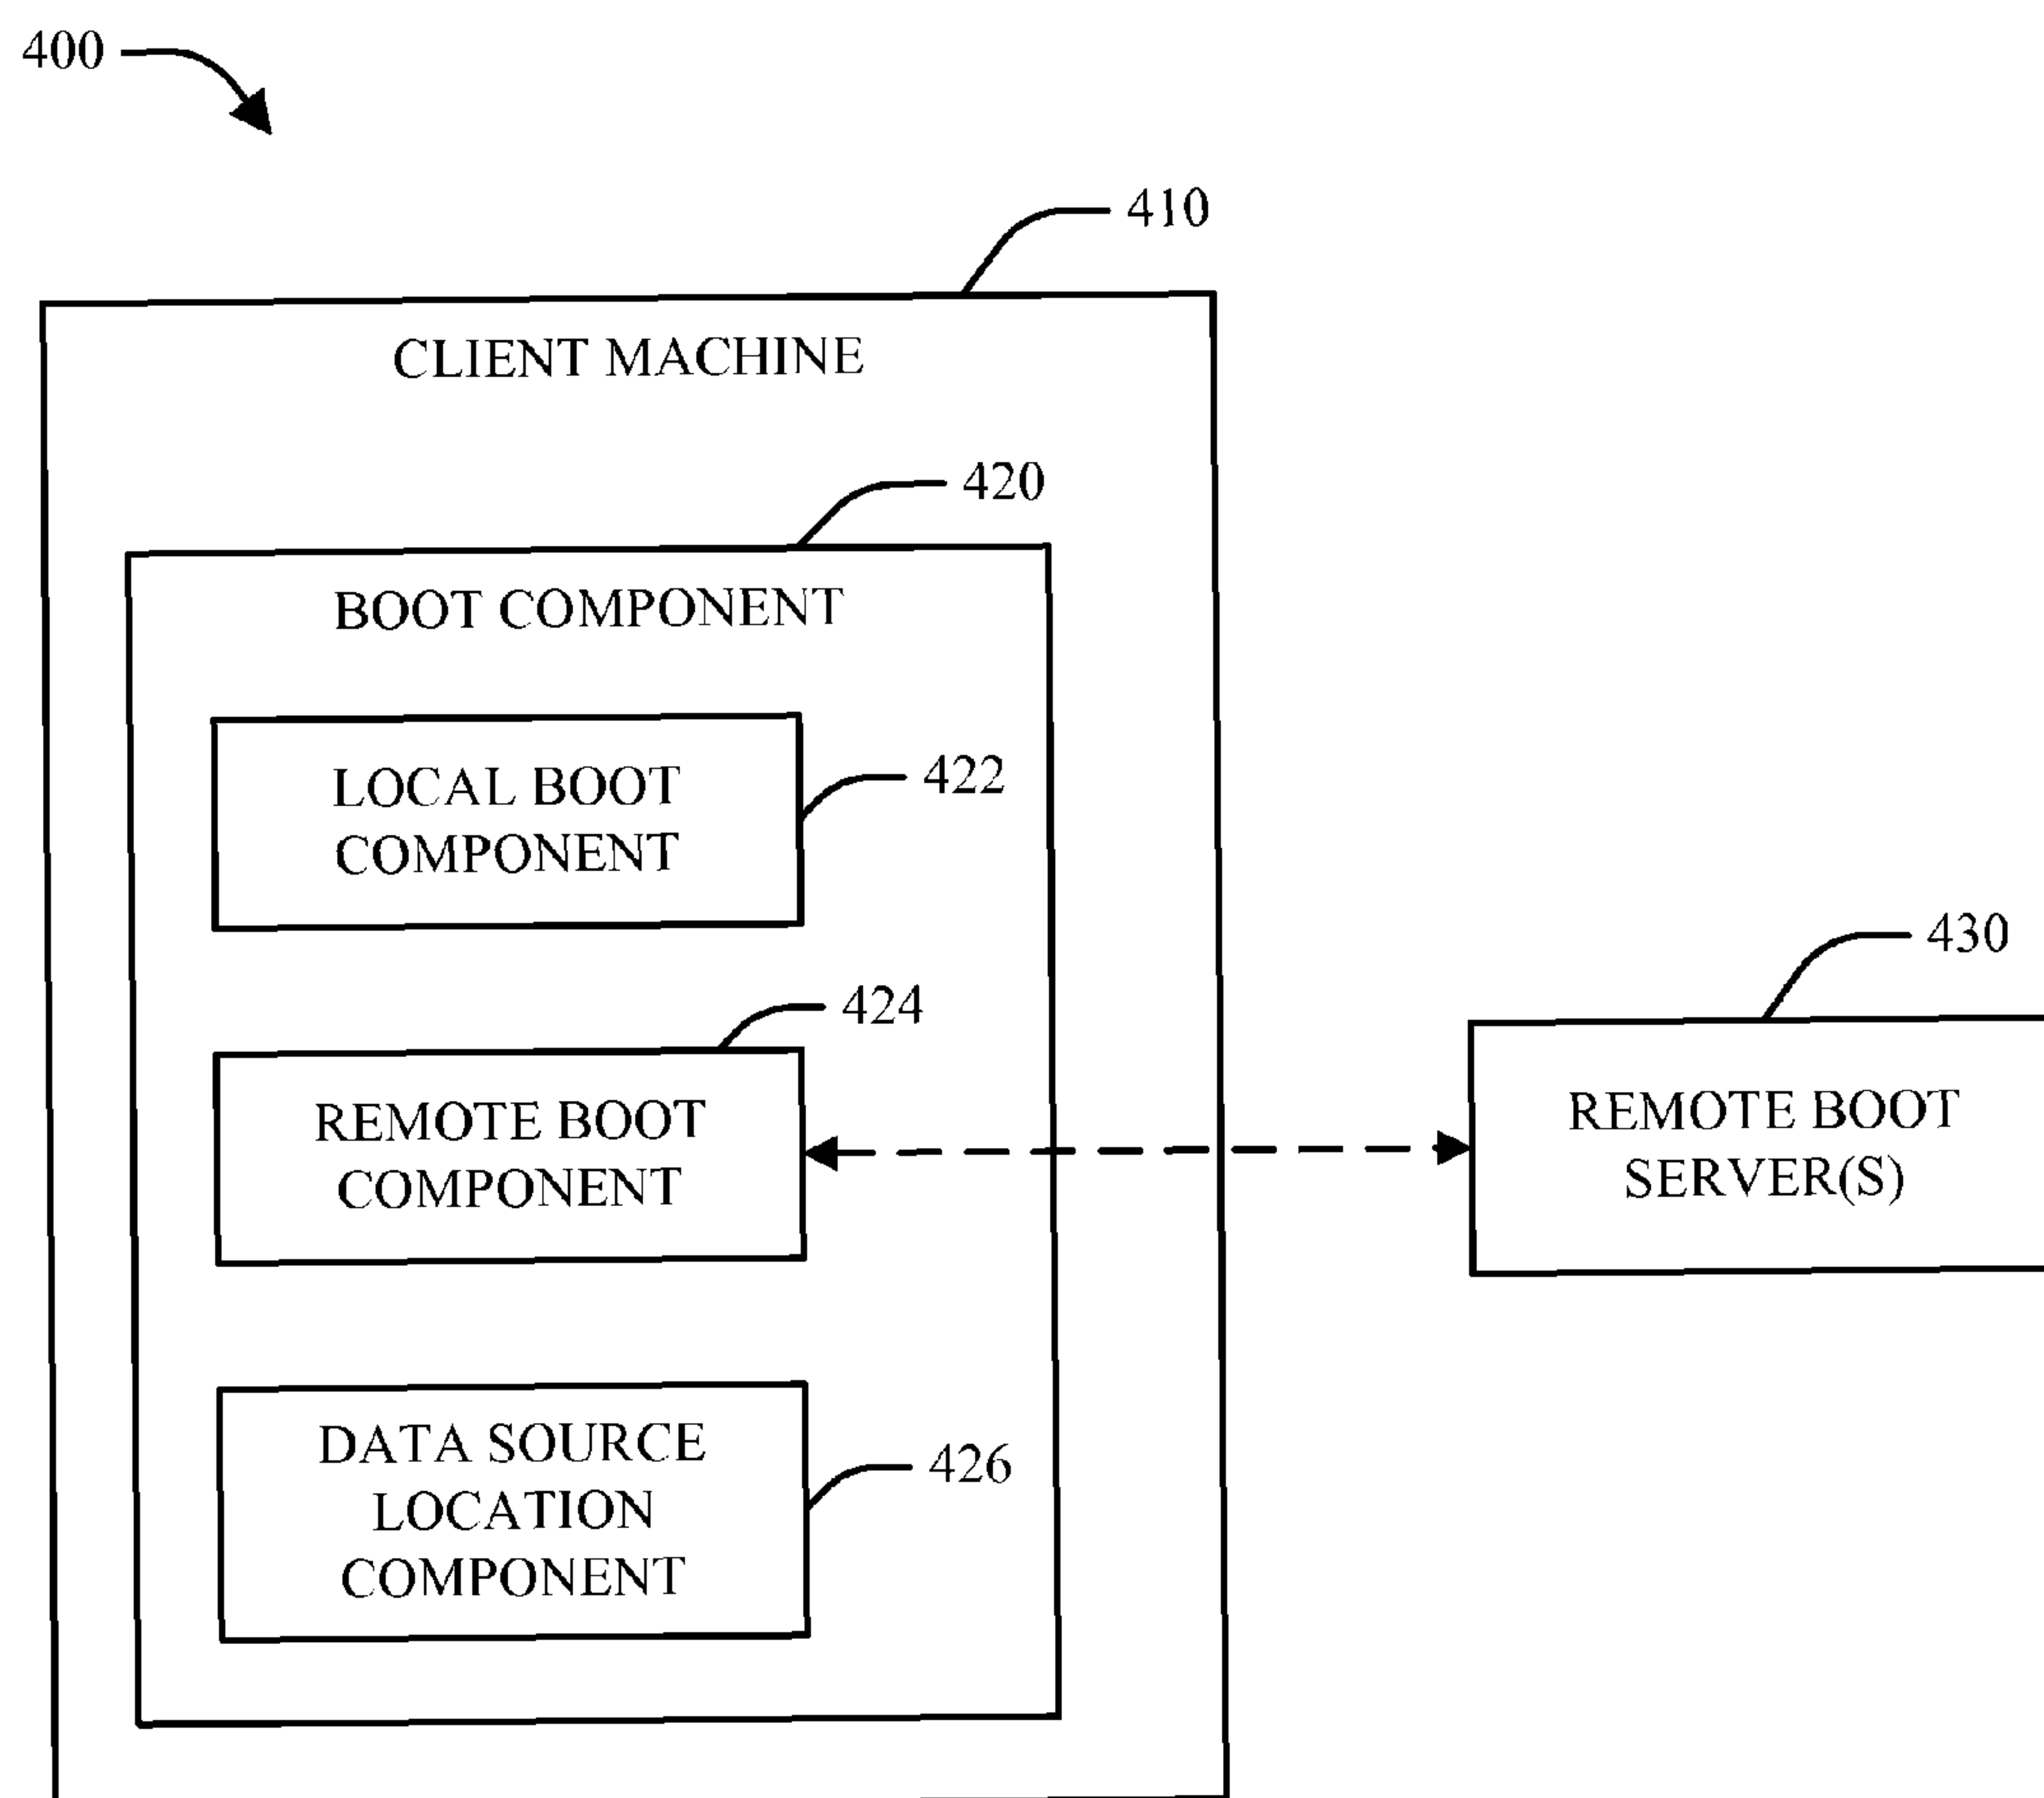 400
410
CLIENT MACHINE
420
BOOT COMPONENT
LOCAL BOOT
COMPONENT
422
424
REMOTE BOOT
COMPONENT
430
REMOTE BOOT
SERVER(S)
DATA SOURCE
LOCATION
COMPONENT
426